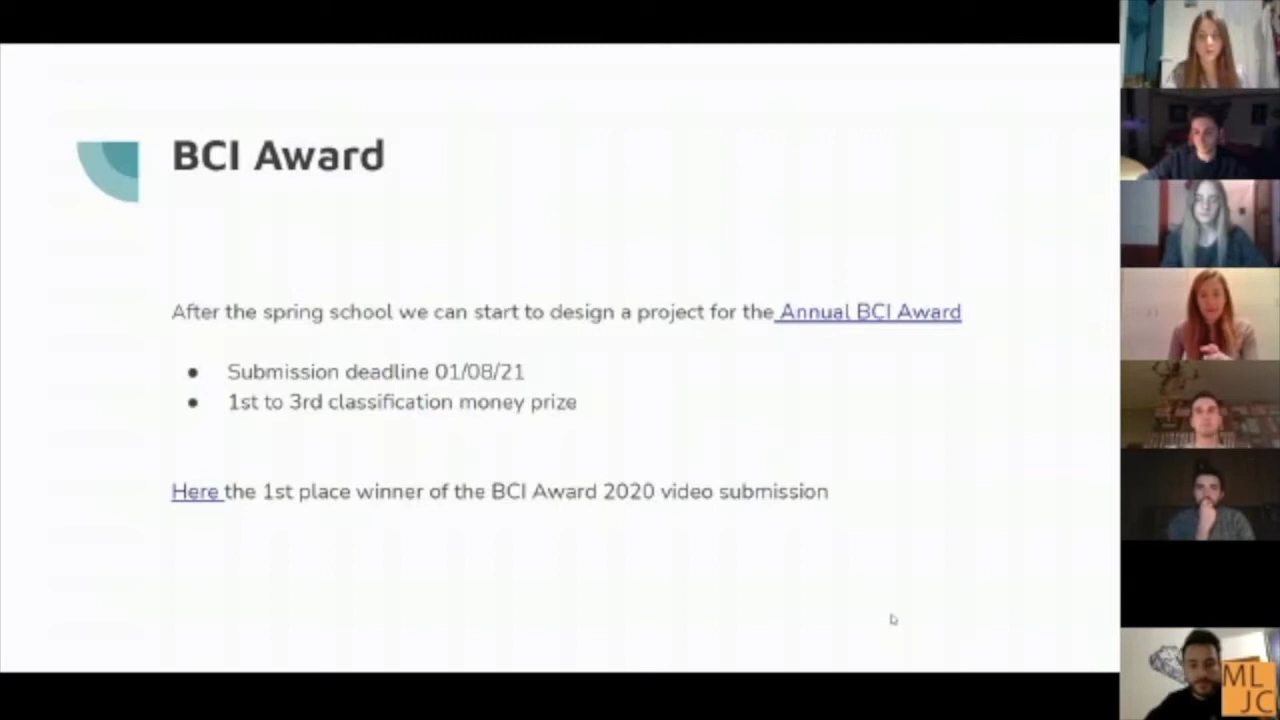 BCI Award
After the spring school we can start to design a project for the Annual BCI Award
● Submission deadline 01/08/21
● 1st to 3rd classification money prize
Here the 1st place winner of the BCI Award 2020 video submission
ML
JC